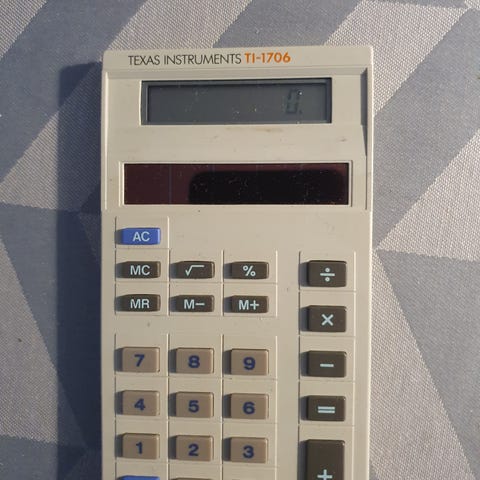 TEXAS INSTRUMENTS TI-1706
0.
AC
MC √ % ÷
MR M− M+ ×
7 8 9 −
4 5 6 =
1 2 3 +